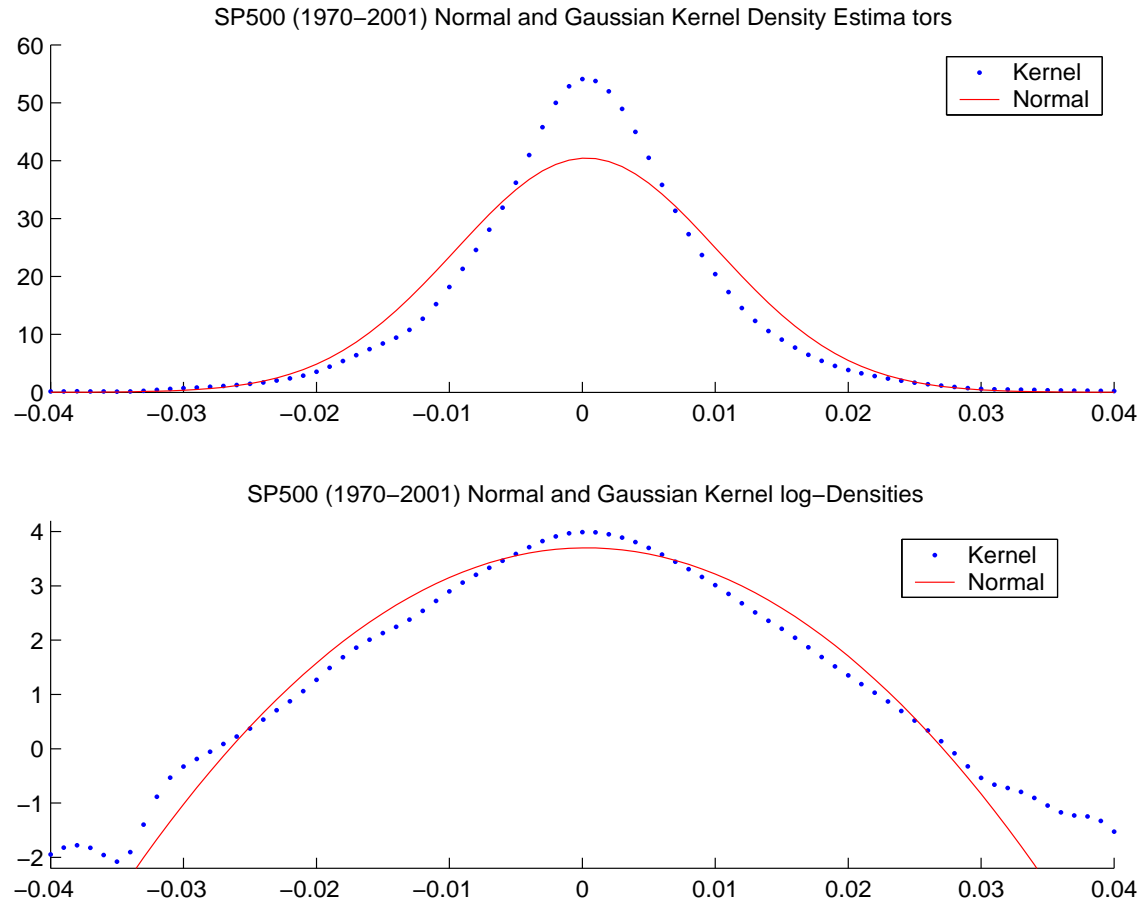 SP500 (1970−2001) Normal and Gaussian Kernel Density Estima tors
60
50
40
30
20
10
0
Kernel
Normal
−0.04 −0.03 −0.02 −0.01 0 0.01 0.02 0.03 0.04
SP500 (1970−2001) Normal and Gaussian Kernel log−Densities
4
3
2
1
0
−1
−2
Kernel
Normal
−0.04 −0.03 −0.02 −0.01 0 0.01 0.02 0.03 0.04